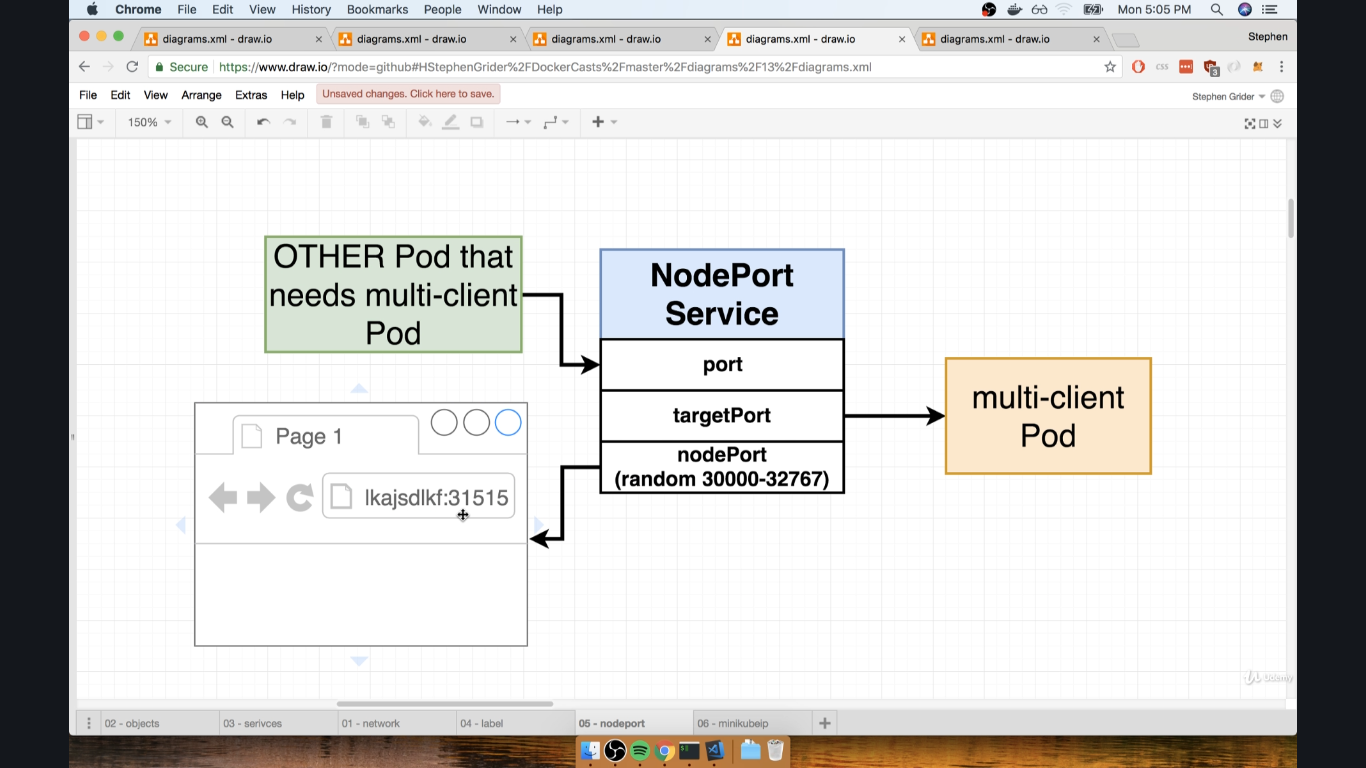 Chrome File Edit View History Bookmarks People Window Help Mon 5:05 PM
diagrams.xml - draw.io diagrams.xml - draw.io diagrams.xml - draw.io diagrams.xml - draw.io diagrams.xml - draw.io Stephen
Secure https://www.draw.io/?mode=github#HStephenGrider%2FDockerCasts%2Fmaster%2Fdiagrams%2F13%2Fdiagrams.xml css 3
File Edit View Arrange Extras Help Unsaved changes. Click here to save. Stephen Grider
150%
OTHER Pod that
needs multi-client
Pod
NodePort
Service
port
targetPort
nodePort
(random 30000-32767)
multi-client
Pod
Page 1
lkajsdlkf:31515
Udemy
02 - objects 03 - serivces 01 - network 04 - label 05 - nodeport 06 - minikubeip